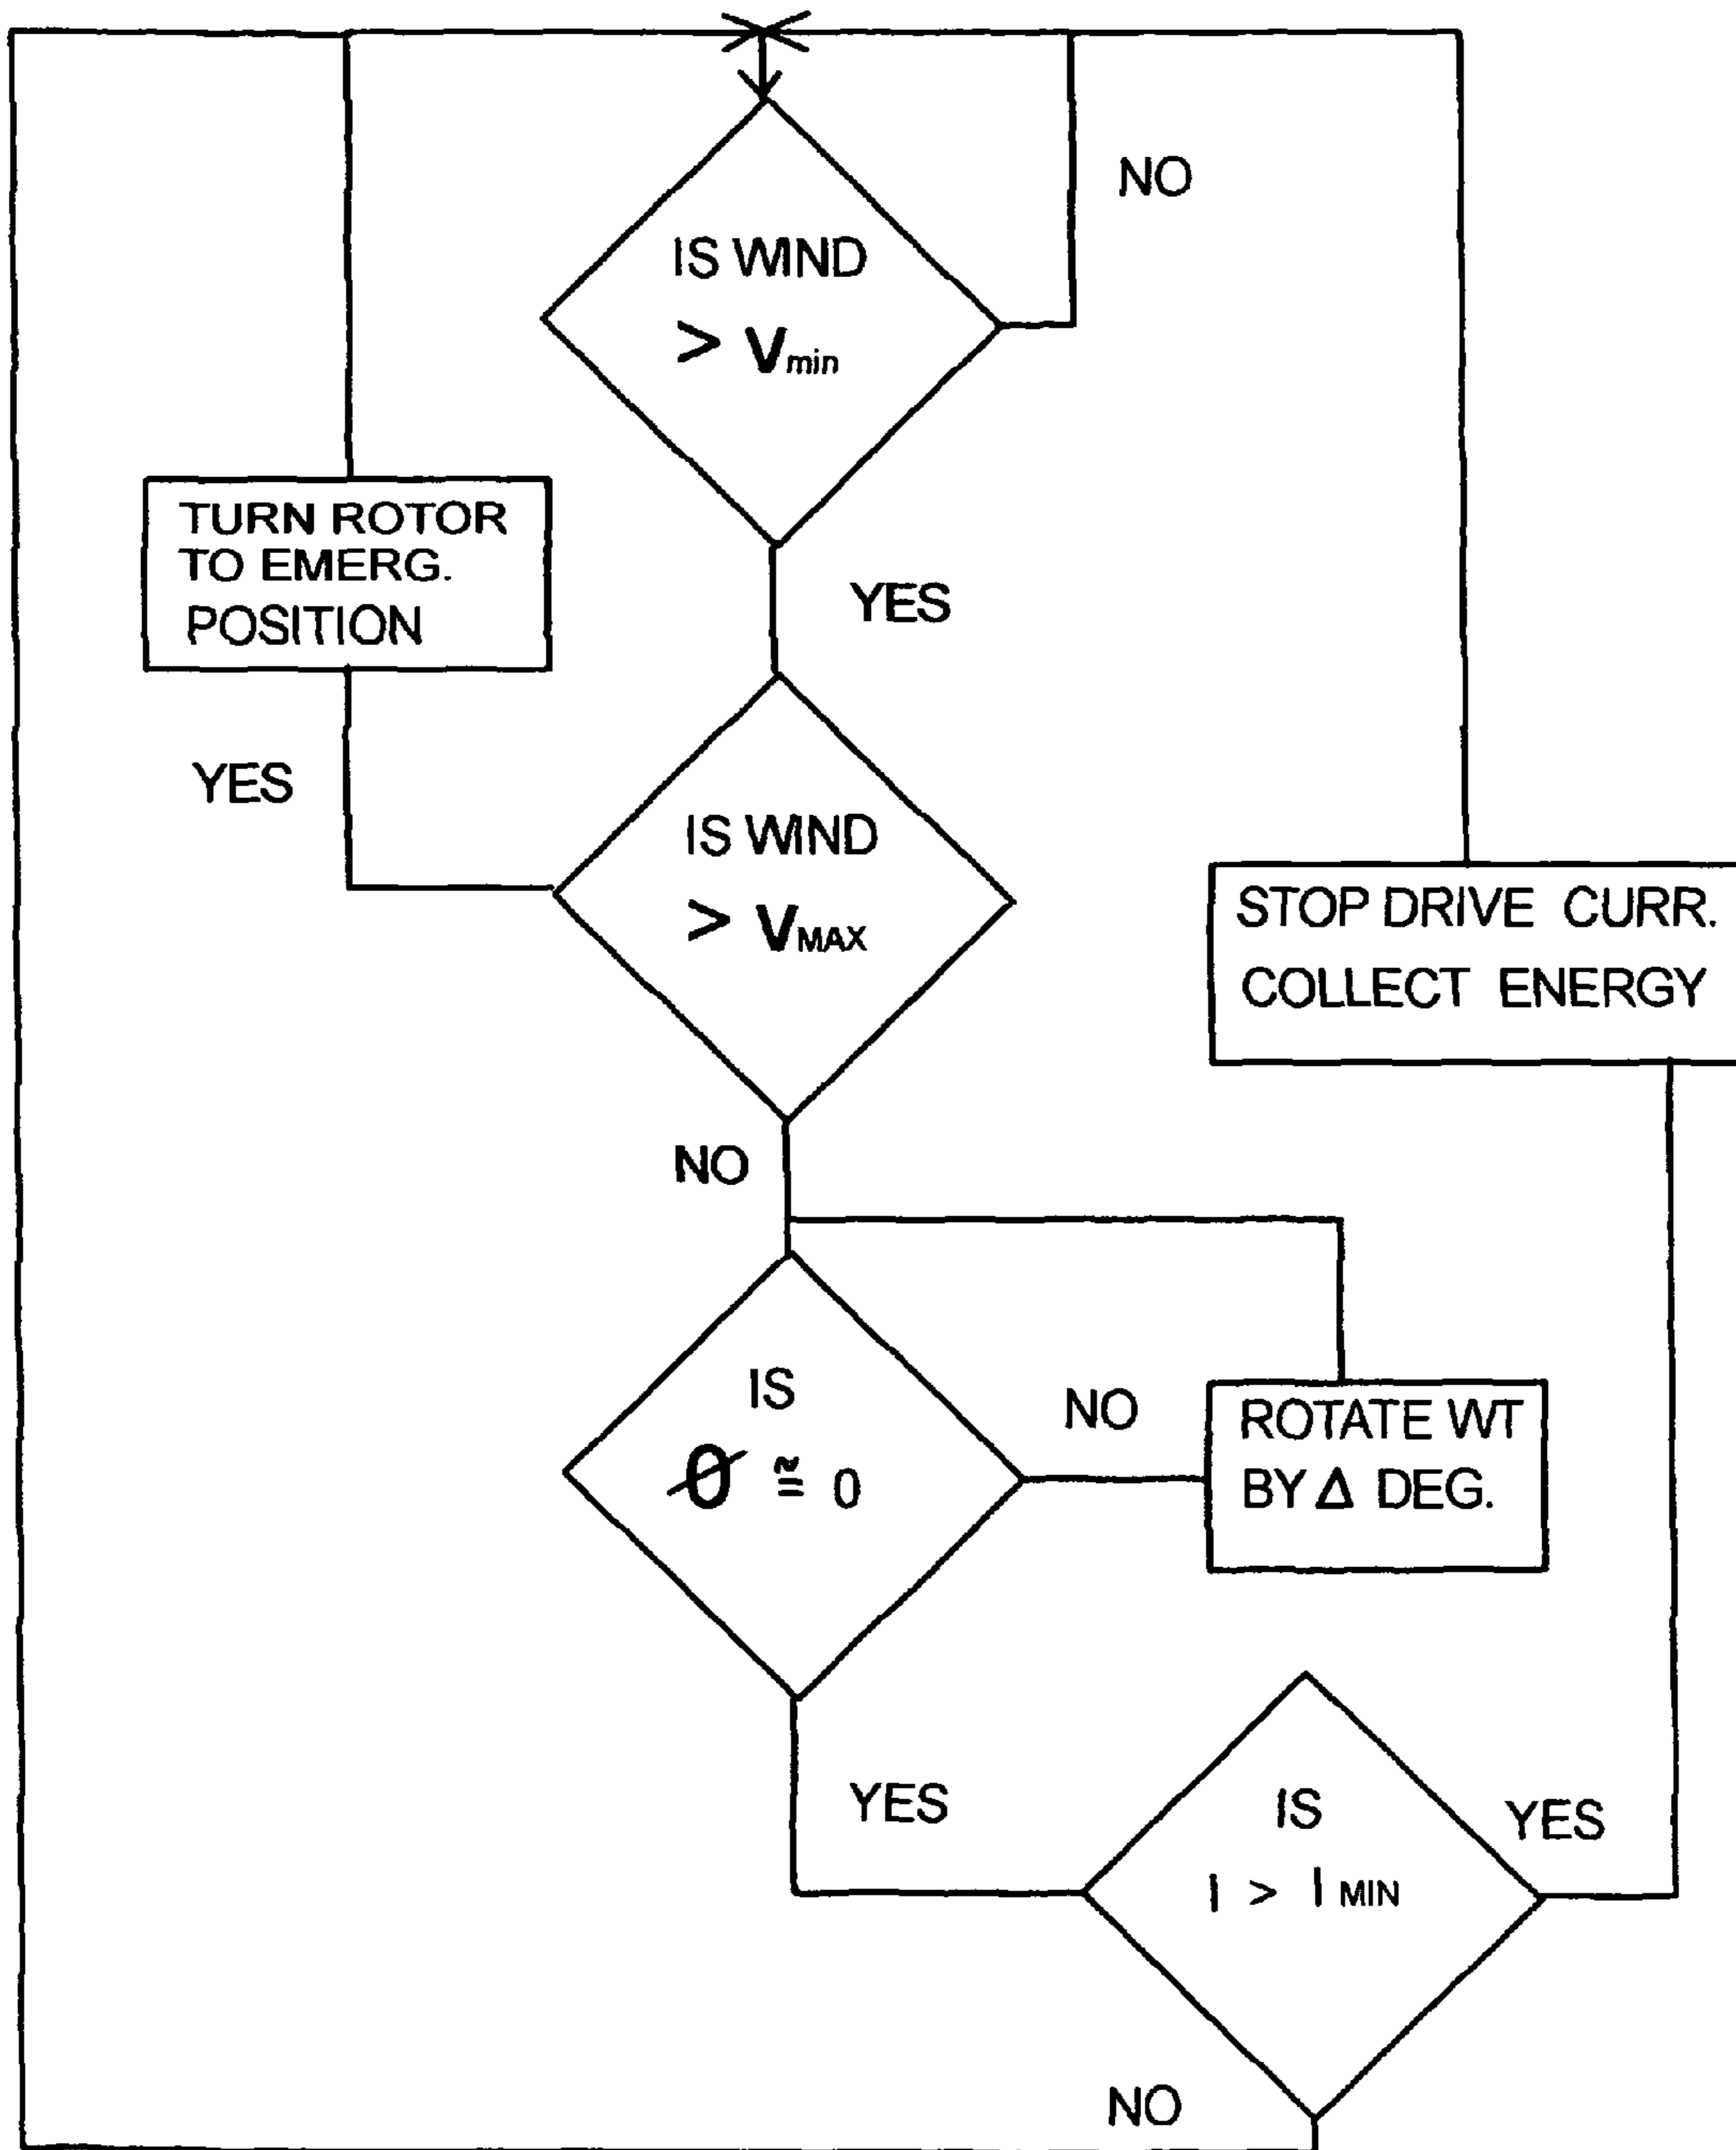 NO
IS WIND
> Vmin
TURN ROTOR
TO EMERG.
POSITION
YES
YES
IS WIND
> VMAX
STOP DRIVE CURR.
COLLECT ENERGY
NO
IS
Ø ≅ 0
NO
ROTATE WT
BY Δ DEG.
YES
IS
I > I MIN
YES
NO